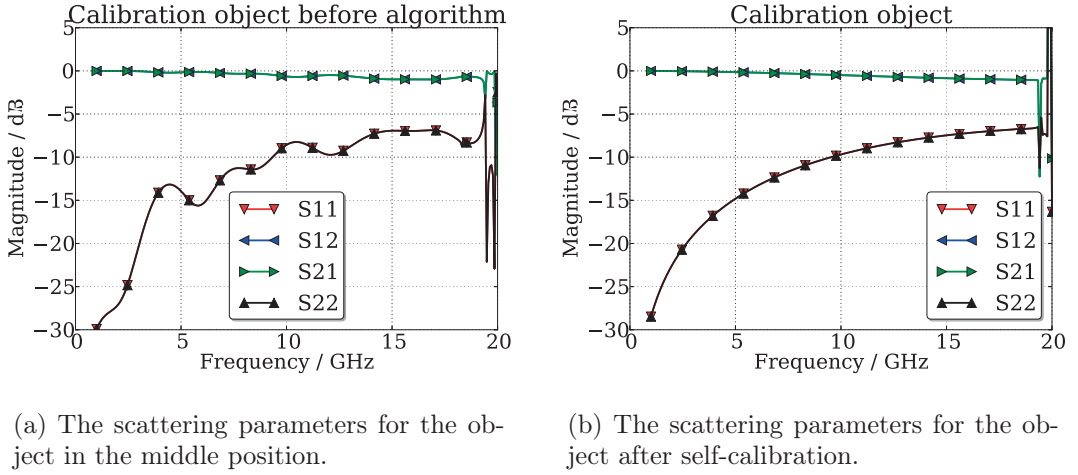 Calibration object before algorithm
5
0
−5
−10
−15
−20
−25
−30
Magnitude / dB
0
5
10
15
20
Frequency / GHz
S11
S12
S21
S22
Calibration object
5
0
−5
−10
−15
−20
−25
−30
Magnitude / dB
0
5
10
15
20
Frequency / GHz
S11
S12
S21
S22
(a) The scattering parameters for the ob-
ject in the middle position.
(b) The scattering parameters for the
object after self-calibration.